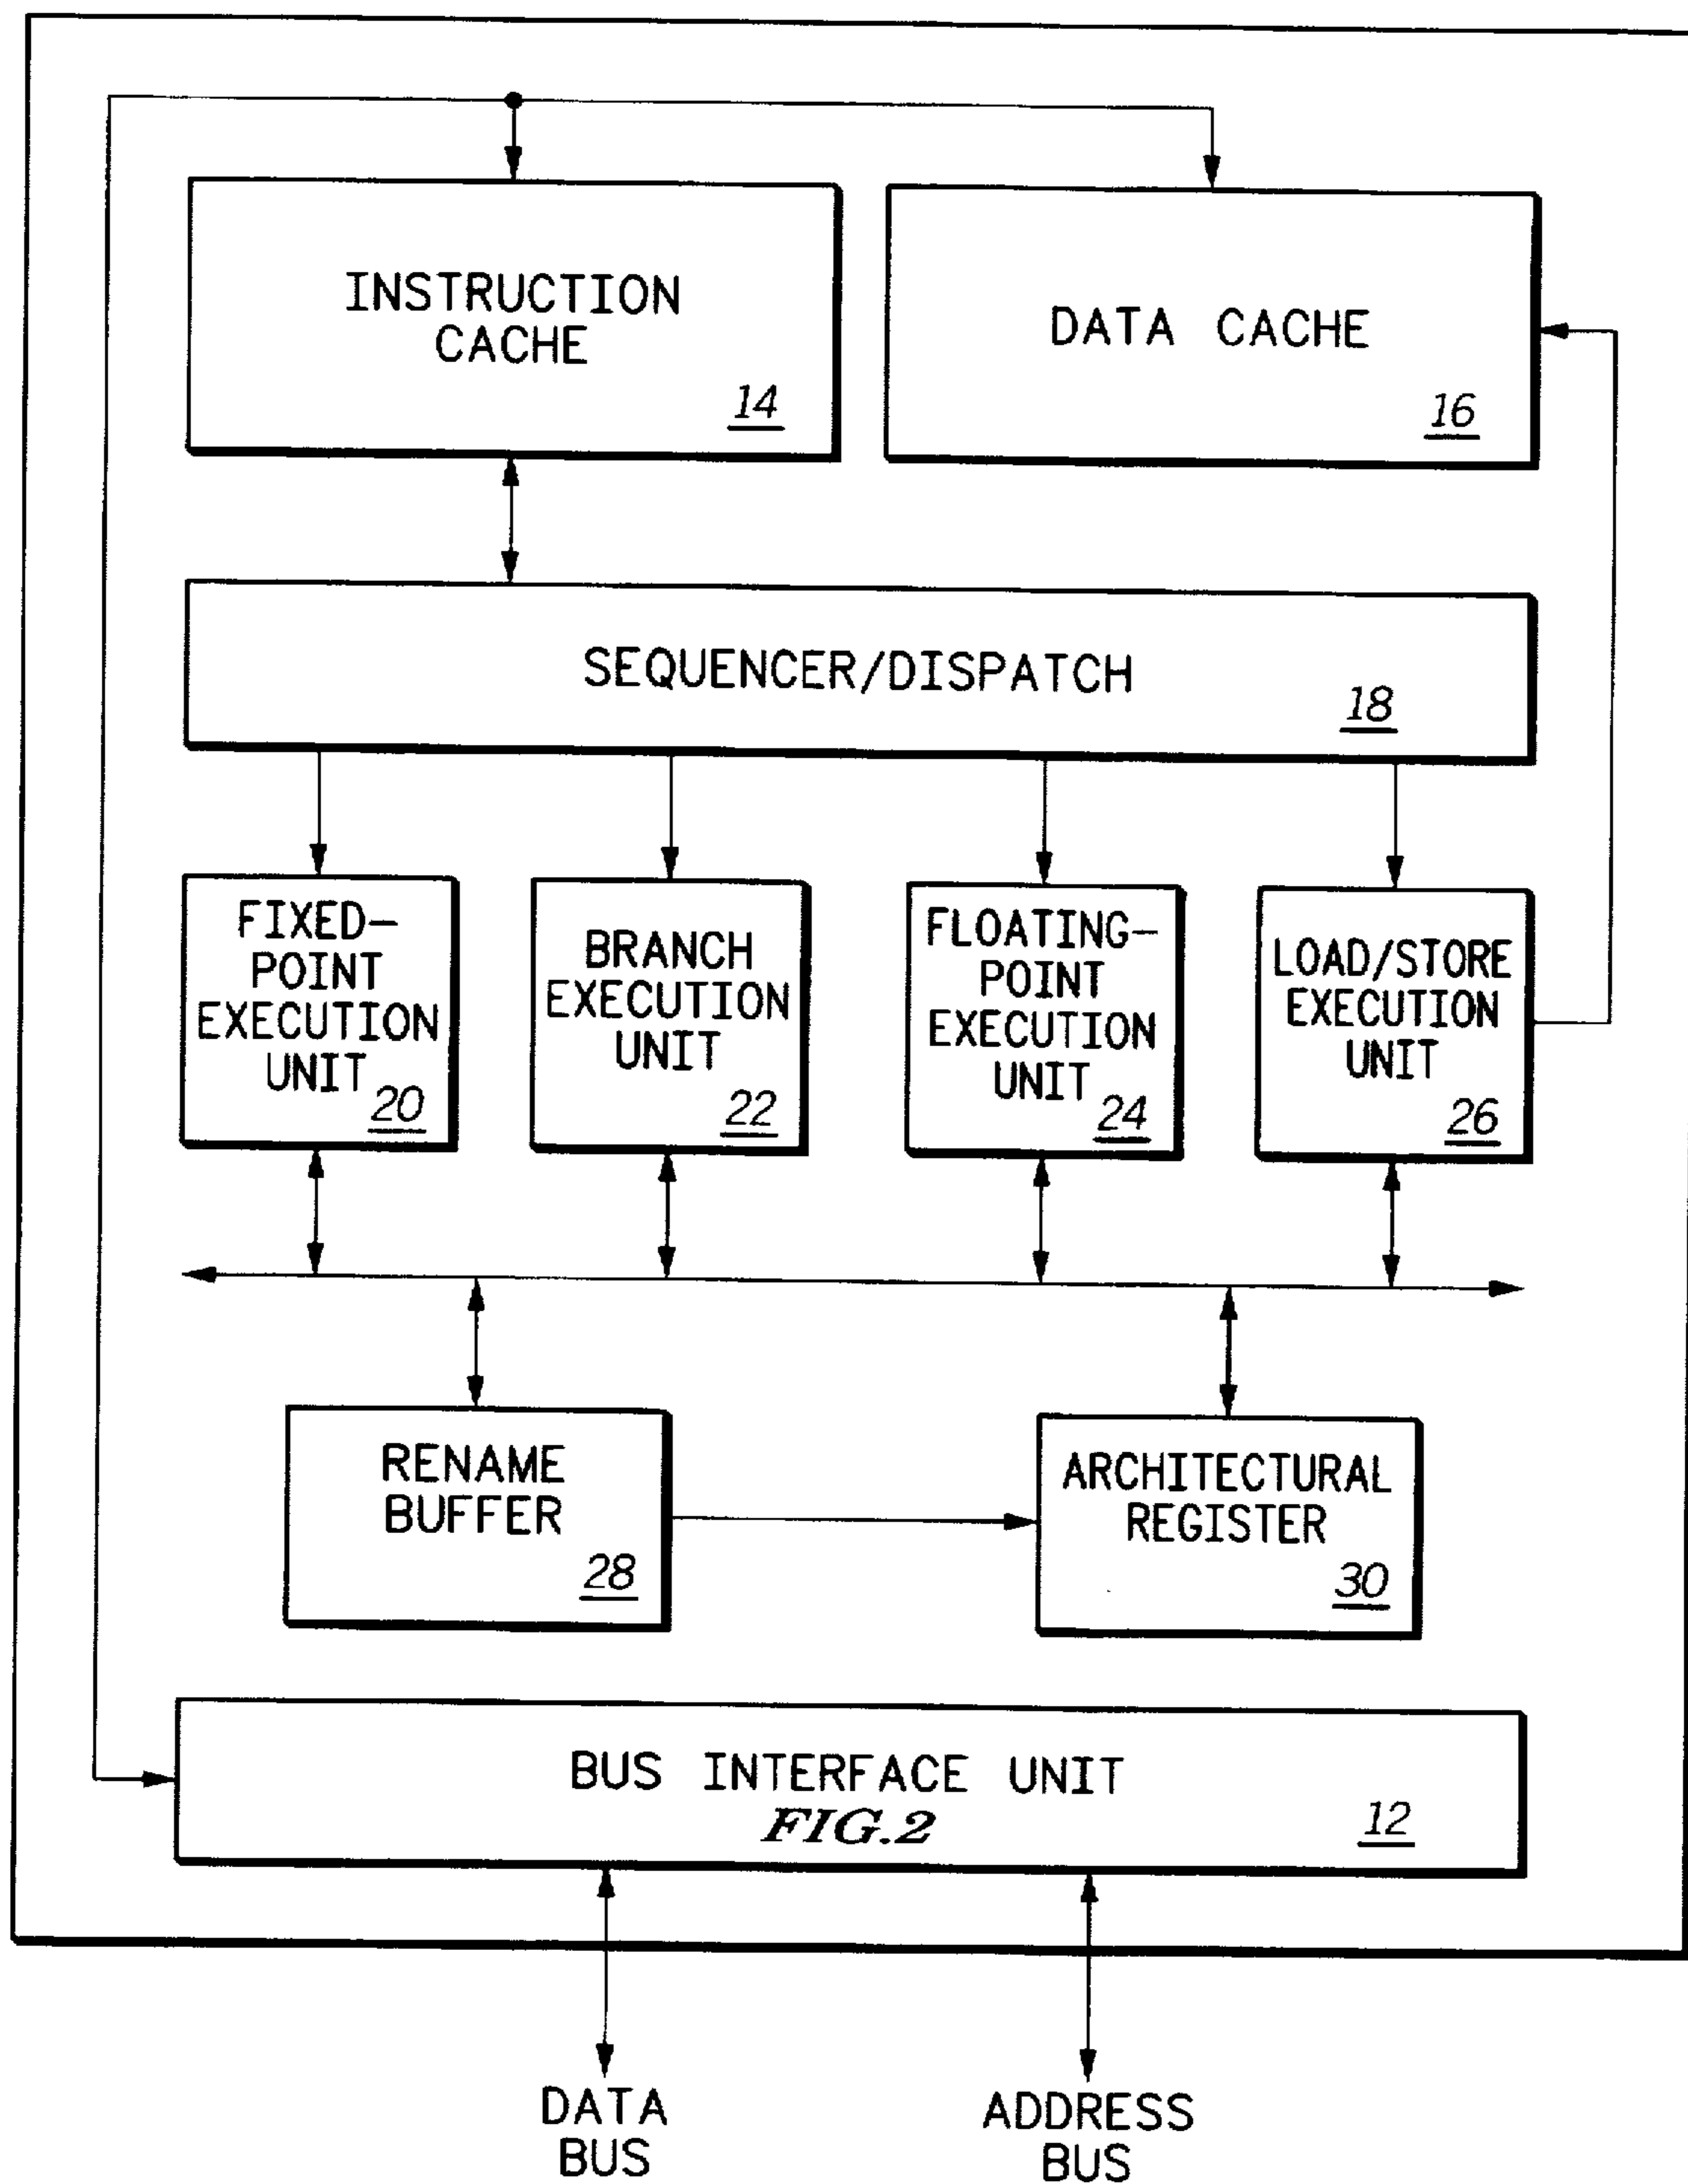 INSTRUCTION
CACHE
14
DATA CACHE
16
SEQUENCER/DISPATCH
18
FIXED-
POINT
EXECUTION
UNIT
20
BRANCH
EXECUTION
UNIT
22
FLOATING-
POINT
EXECUTION
UNIT
24
LOAD/STORE
EXECUTION
UNIT
26
RENAME
BUFFER
28
ARCHITECTURAL
REGISTER
30
BUS INTERFACE UNIT
FIG.2
12
DATA
BUS
ADDRESS
BUS